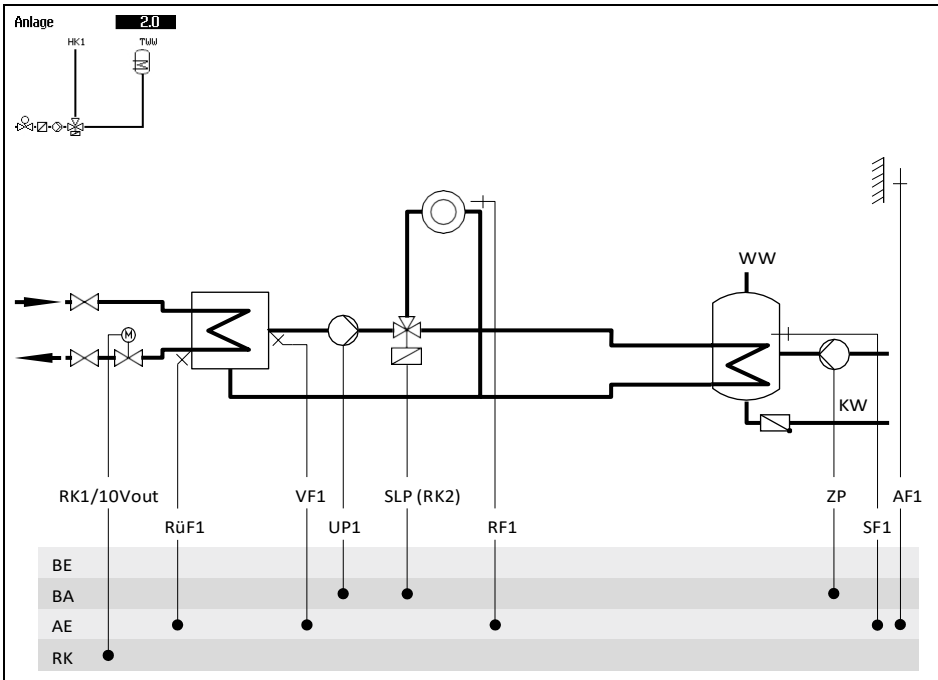 Anlage 2.0
HK1 TWW
M
WW
KW
RK1/10Vout VF1 SLP (RK2) ZP AF1
RüF1 UP1 RF1 SF1
BE
BA
AE
RK